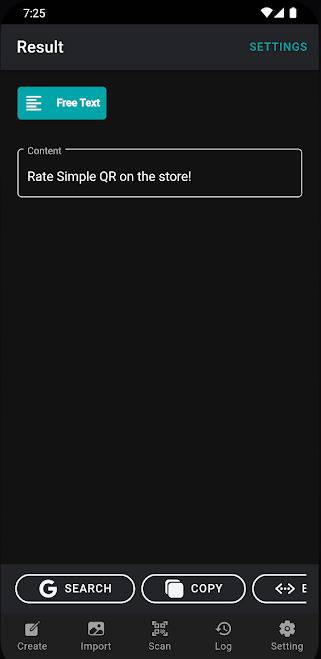 7:25
Result
SETTINGS
Free Text
Content
Rate Simple QR on the store!
SEARCH
COPY
Create
Import
Scan
Log
Setting